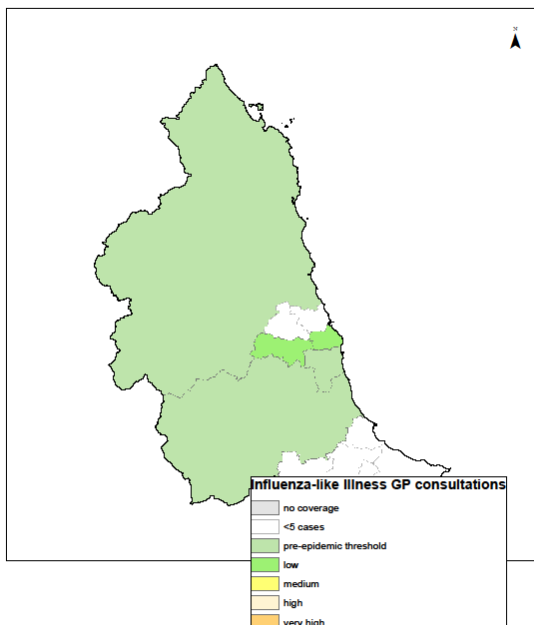 N
Influenza-like Illness GP consultations
no coverage
<5 cases
pre-epidemic threshold
low
medium
high
very high